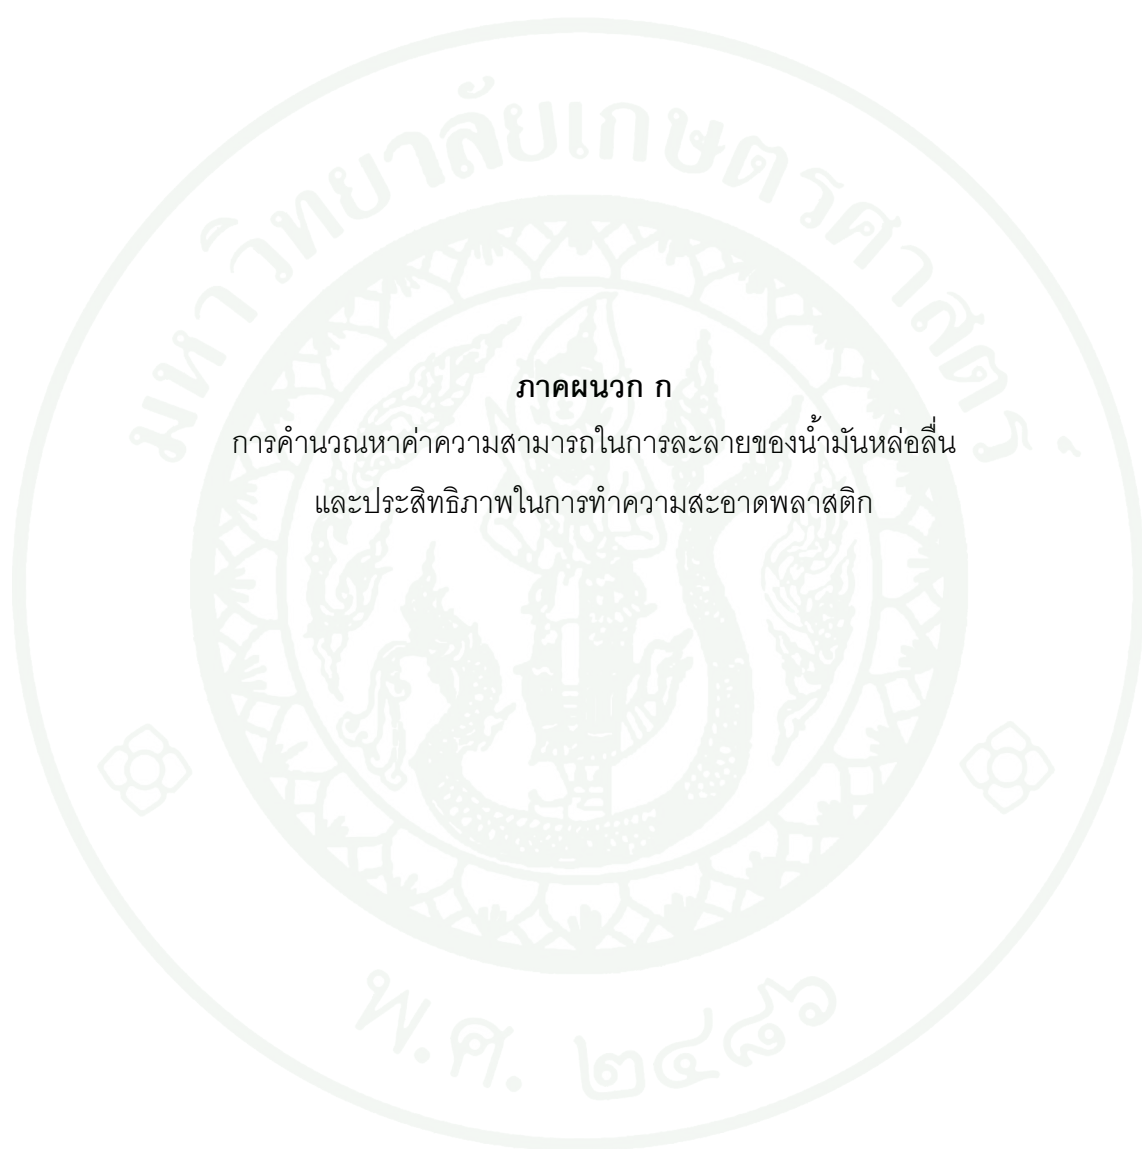 มหาวิทยาลัยเกษตรศาสตร์
ภาคผนวก ก
การคำนวณหาค่าความสามารถในการละลายของน้ำมันหล่อลื่น
และประสิทธิภาพในการทำความสะอาดพลาสติก
พ.ศ. ๒๔๘๖